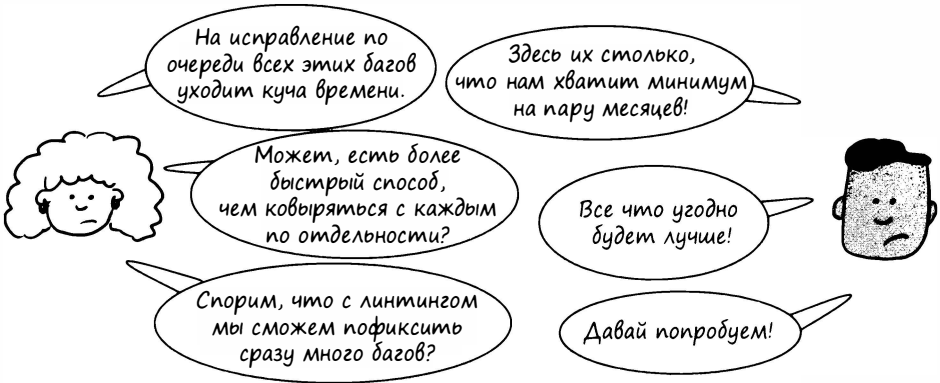 На исправление по
очереди всех этих багов
уходит куча времени.
Здесь их столько,
что нам хватит минимум
на пару месяцев!
Может, есть более
быстрый способ,
чем ковыряться с каждым
по отдельности?
Все что угодно
будет лучше!
Спорим, что с линтингом
мы сможем пофиксить
сразу много багов?
Давай попробуем!